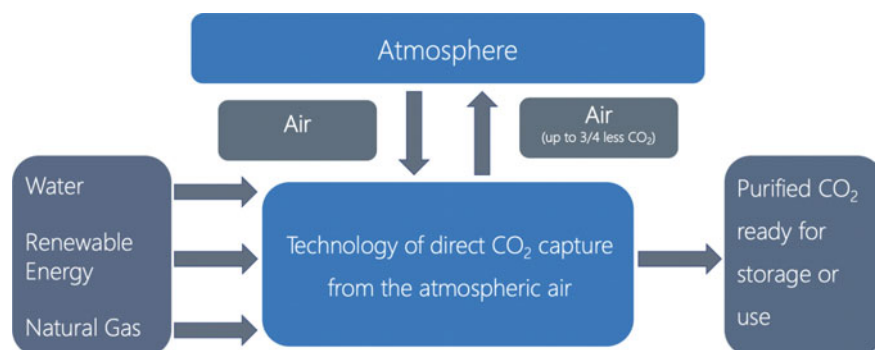 Atmosphere
Air
Air
(up to 3/4 less CO₂)
Water
Renewable
Energy
Natural Gas
Technology of direct CO₂ capture
from the atmospheric air
Purified CO₂
ready for
storage or
use